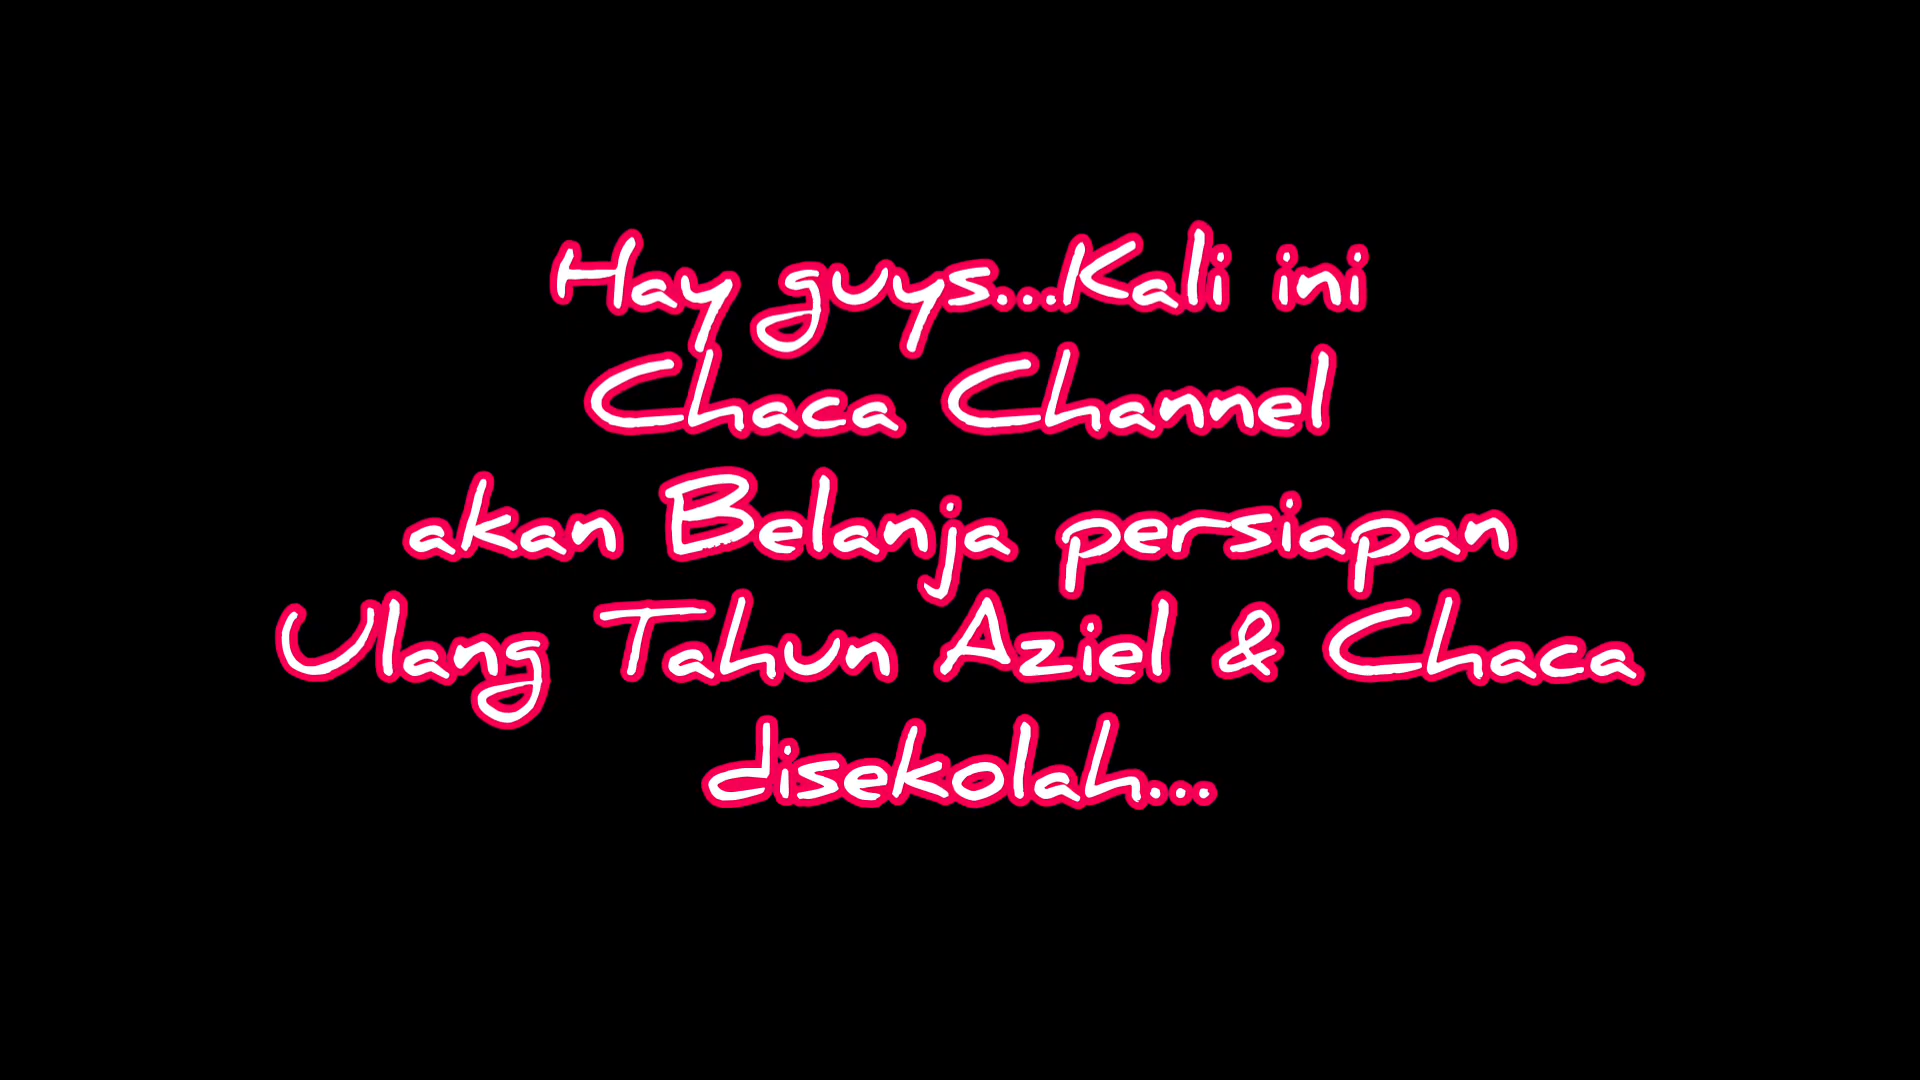 Hay guys...Kali ini
Chaca Channel
akan Belanja persiapan
Ulang Tahun Aziel & Chaca
disekolah...